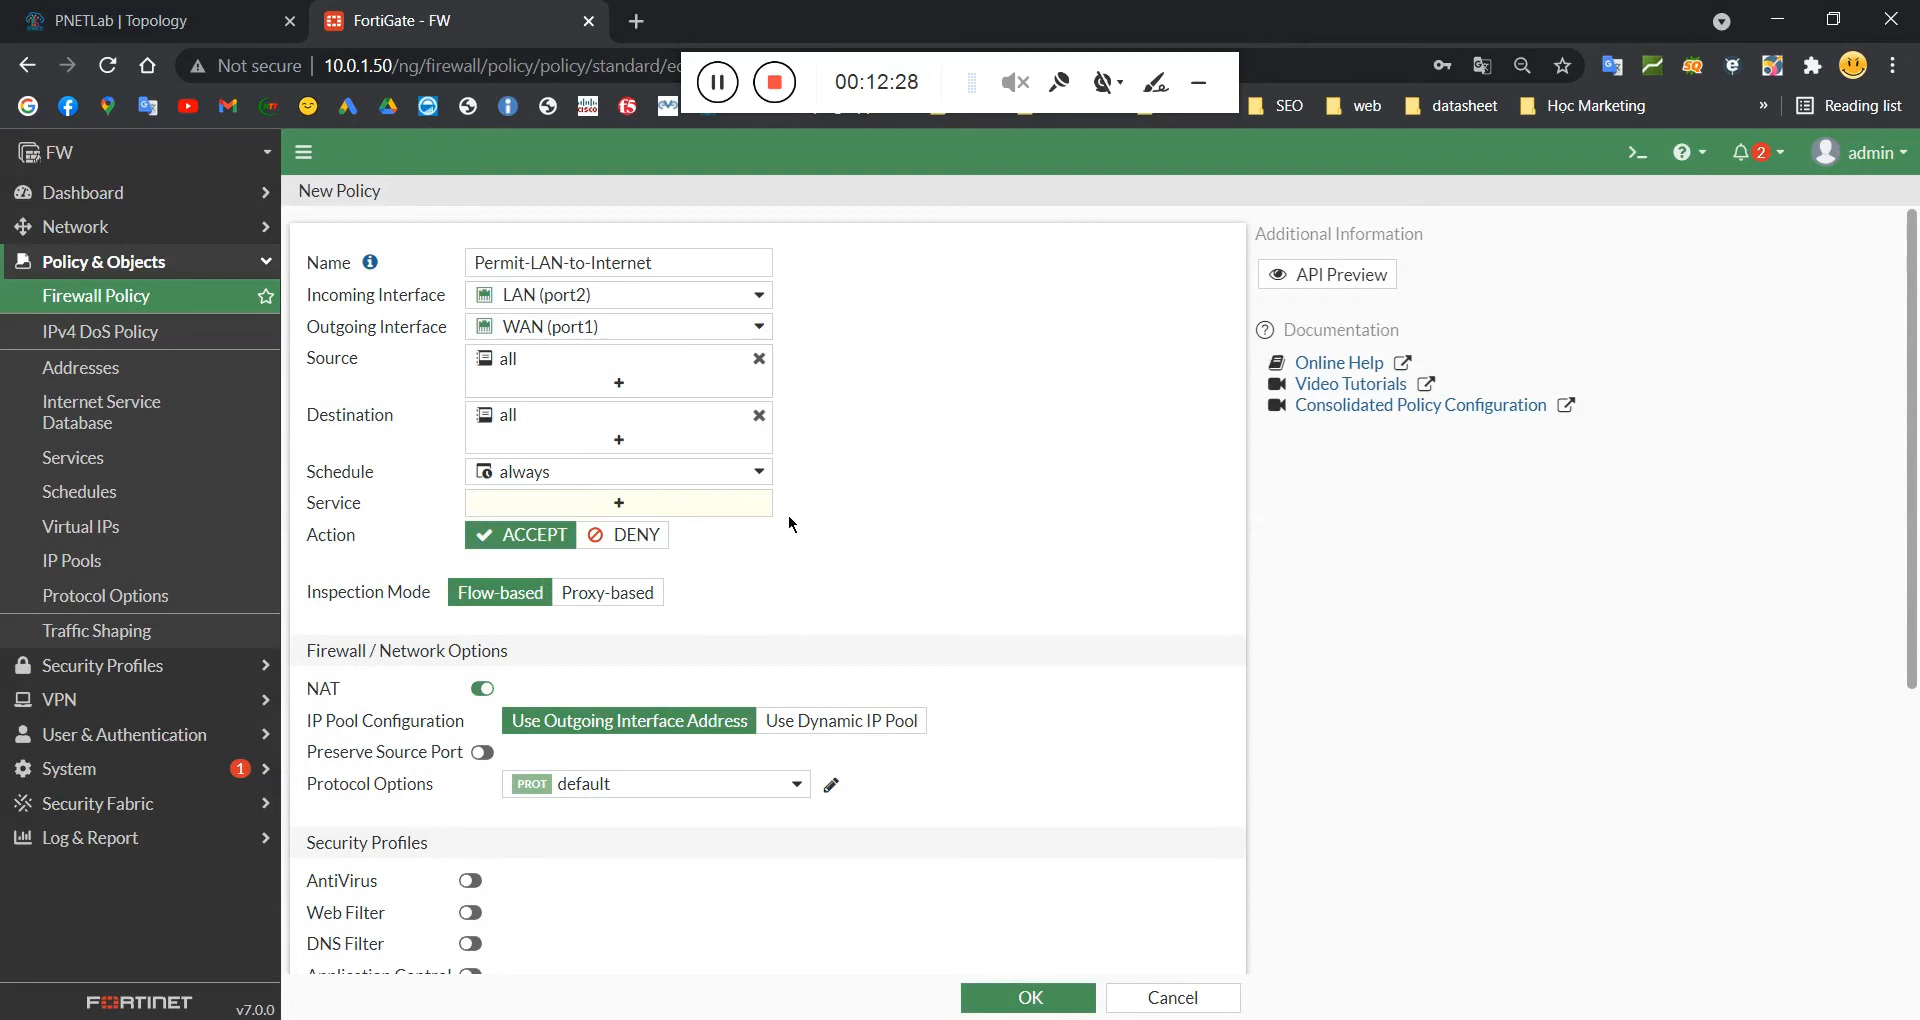 PNETLab | Topology
FortiGate - FW
Not secure | 10.0.1.50/ng/firewall/policy/policy/standard/ed
00:12:28
SEO
web
datasheet
Học Marketing
» Reading list
FW
>_
2
admin
Dashboard
New Policy
Network
Policy & Objects
Firewall Policy
IPv4 DoS Policy
Addresses
Internet Service
Database
Services
Schedules
Virtual IPs
IP Pools
Protocol Options
Traffic Shaping
Security Profiles
VPN
User & Authentication
System 1
Security Fabric
Log & Report
FORTINET v7.0.0
Name Permit-LAN-to-Internet
Incoming Interface LAN (port2)
Outgoing Interface WAN (port1)
Source all
+
Destination all
+
Schedule always
Service +
Action ACCEPT DENY
Inspection Mode Flow-based Proxy-based
Firewall / Network Options
NAT
IP Pool Configuration Use Outgoing Interface Address Use Dynamic IP Pool
Preserve Source Port
Protocol Options PROT default
Security Profiles
AntiVirus
Web Filter
DNS Filter
Application Control
OK Cancel
Additional Information
API Preview
Documentation
Online Help
Video Tutorials
Consolidated Policy Configuration